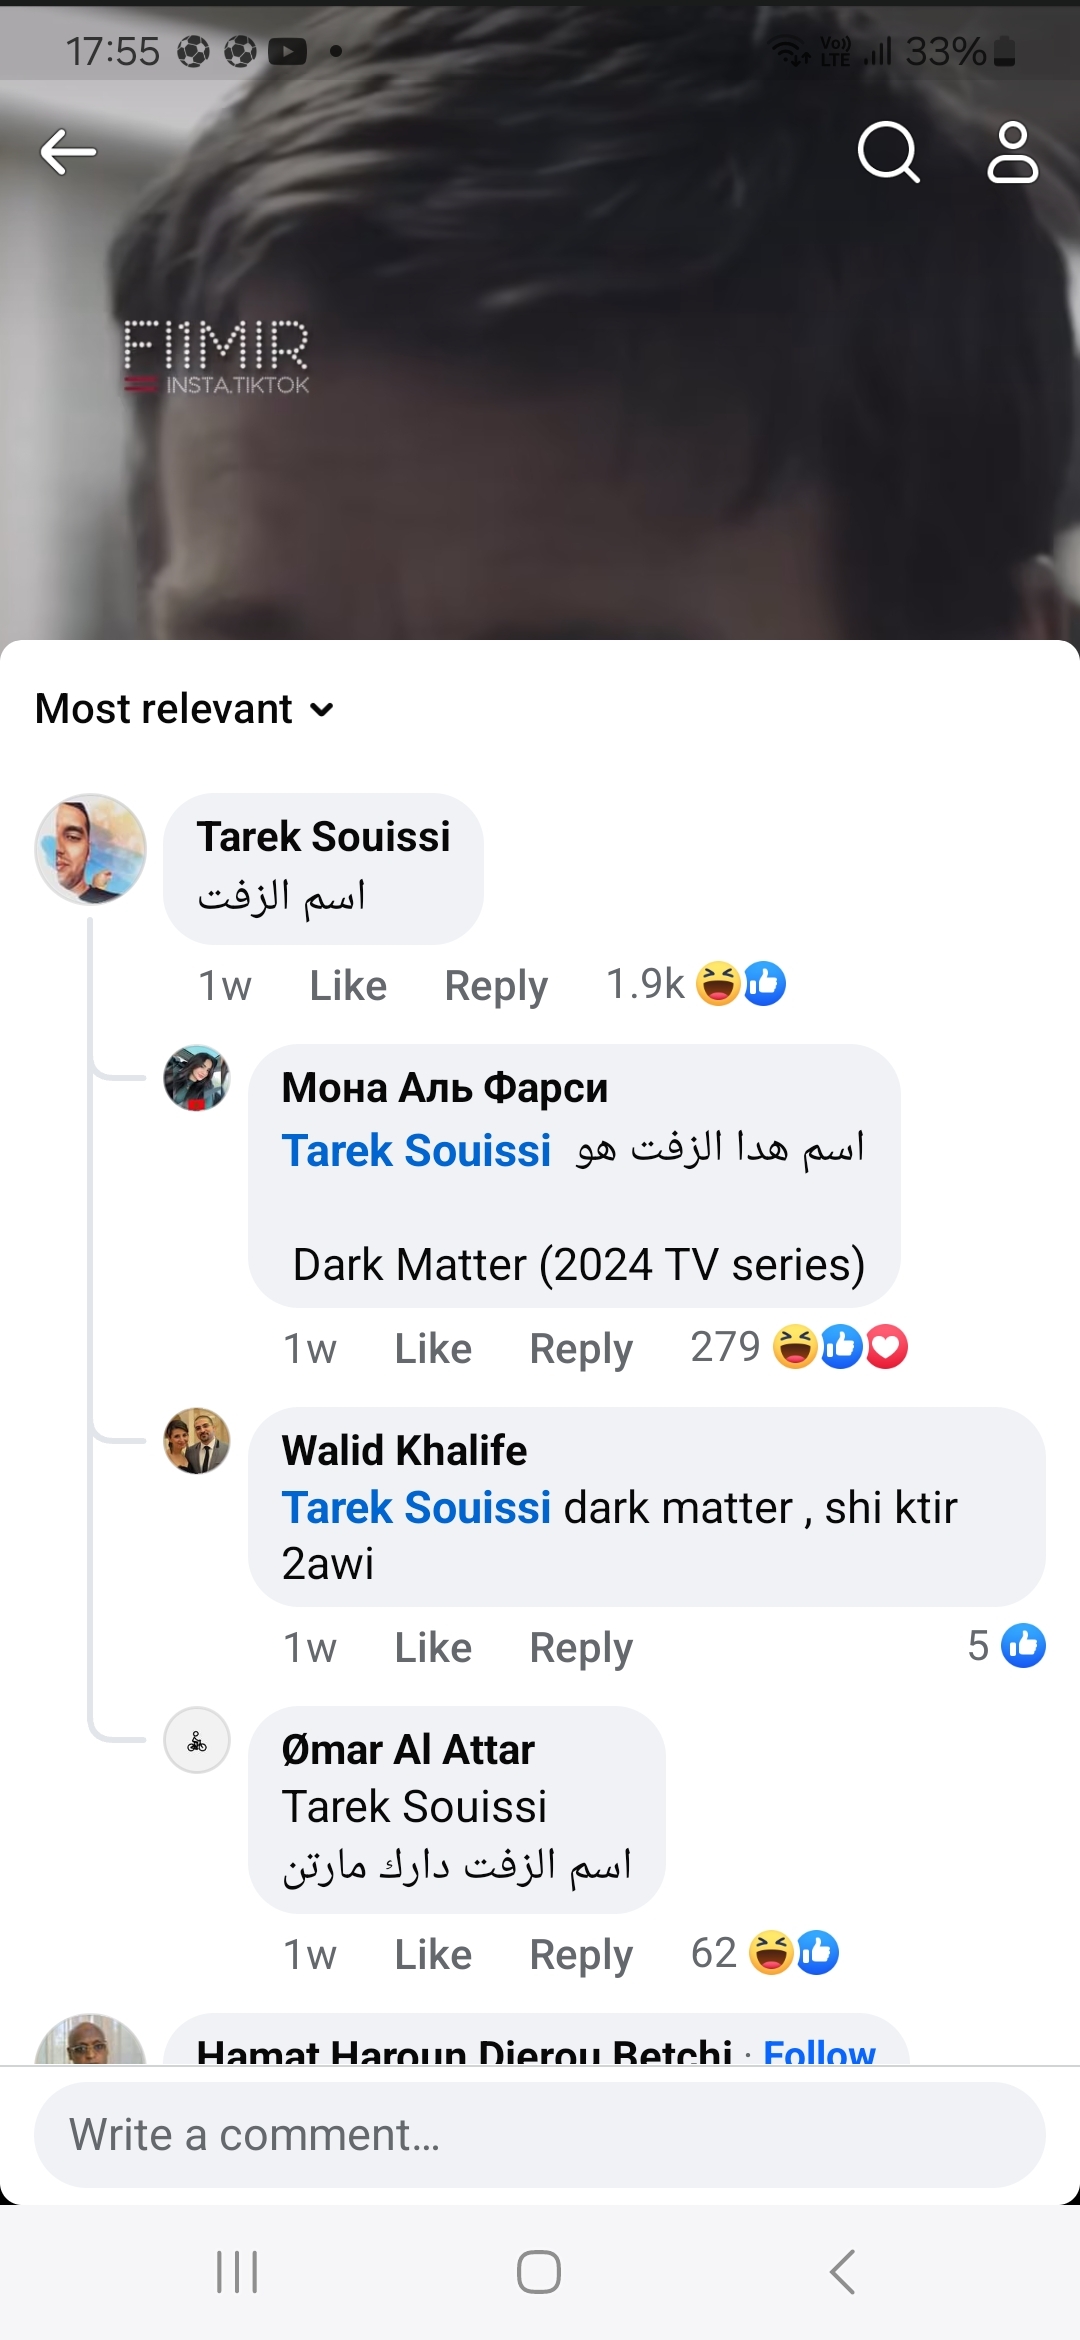 17:55
Vo))
LTE
33%
FI1MIR
INSTA.TIKTOK
Most relevant
Tarek Souissi
اسم الزفت
1w Like Reply 1.9k
Мона Аль Фарси
Tarek Souissi اسم هدا الزفت هو
Dark Matter (2024 TV series)
1w Like Reply 279
Walid Khalife
Tarek Souissi dark matter , shi ktir
2awi
1w Like Reply 5
Ømar Al Attar
Tarek Souissi
اسم الزفت دارك مارتن
1w Like Reply 62
Hamat Haroun Djerou Betchi · Follow
Write a comment...